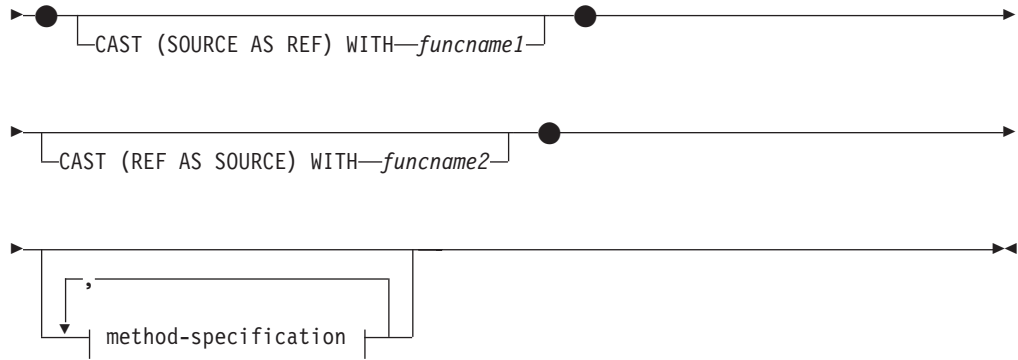 CAST (SOURCE AS REF) WITH funcname1
CAST (REF AS SOURCE) WITH funcname2
,
method-specification